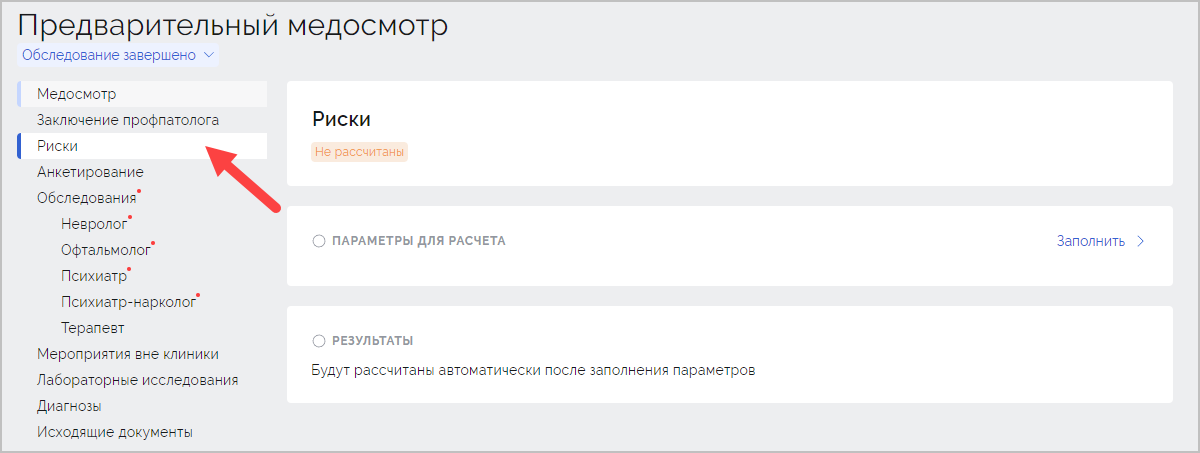 Предварительный медосмотр
Обследование завершено
Медосмотр
Заключение профпатолога
Риски
Анкетирование
Обследования
Невролог
Офтальмолог
Психиатр
Психиатр-нарколог
Терапевт
Мероприятия вне клиники
Лабораторные исследования
Диагнозы
Исходящие документы
Риски
Не рассчитаны
ПАРАМЕТРЫ ДЛЯ РАСЧЕТА
Заполнить
РЕЗУЛЬТАТЫ
Будут рассчитаны автоматически после заполнения параметров